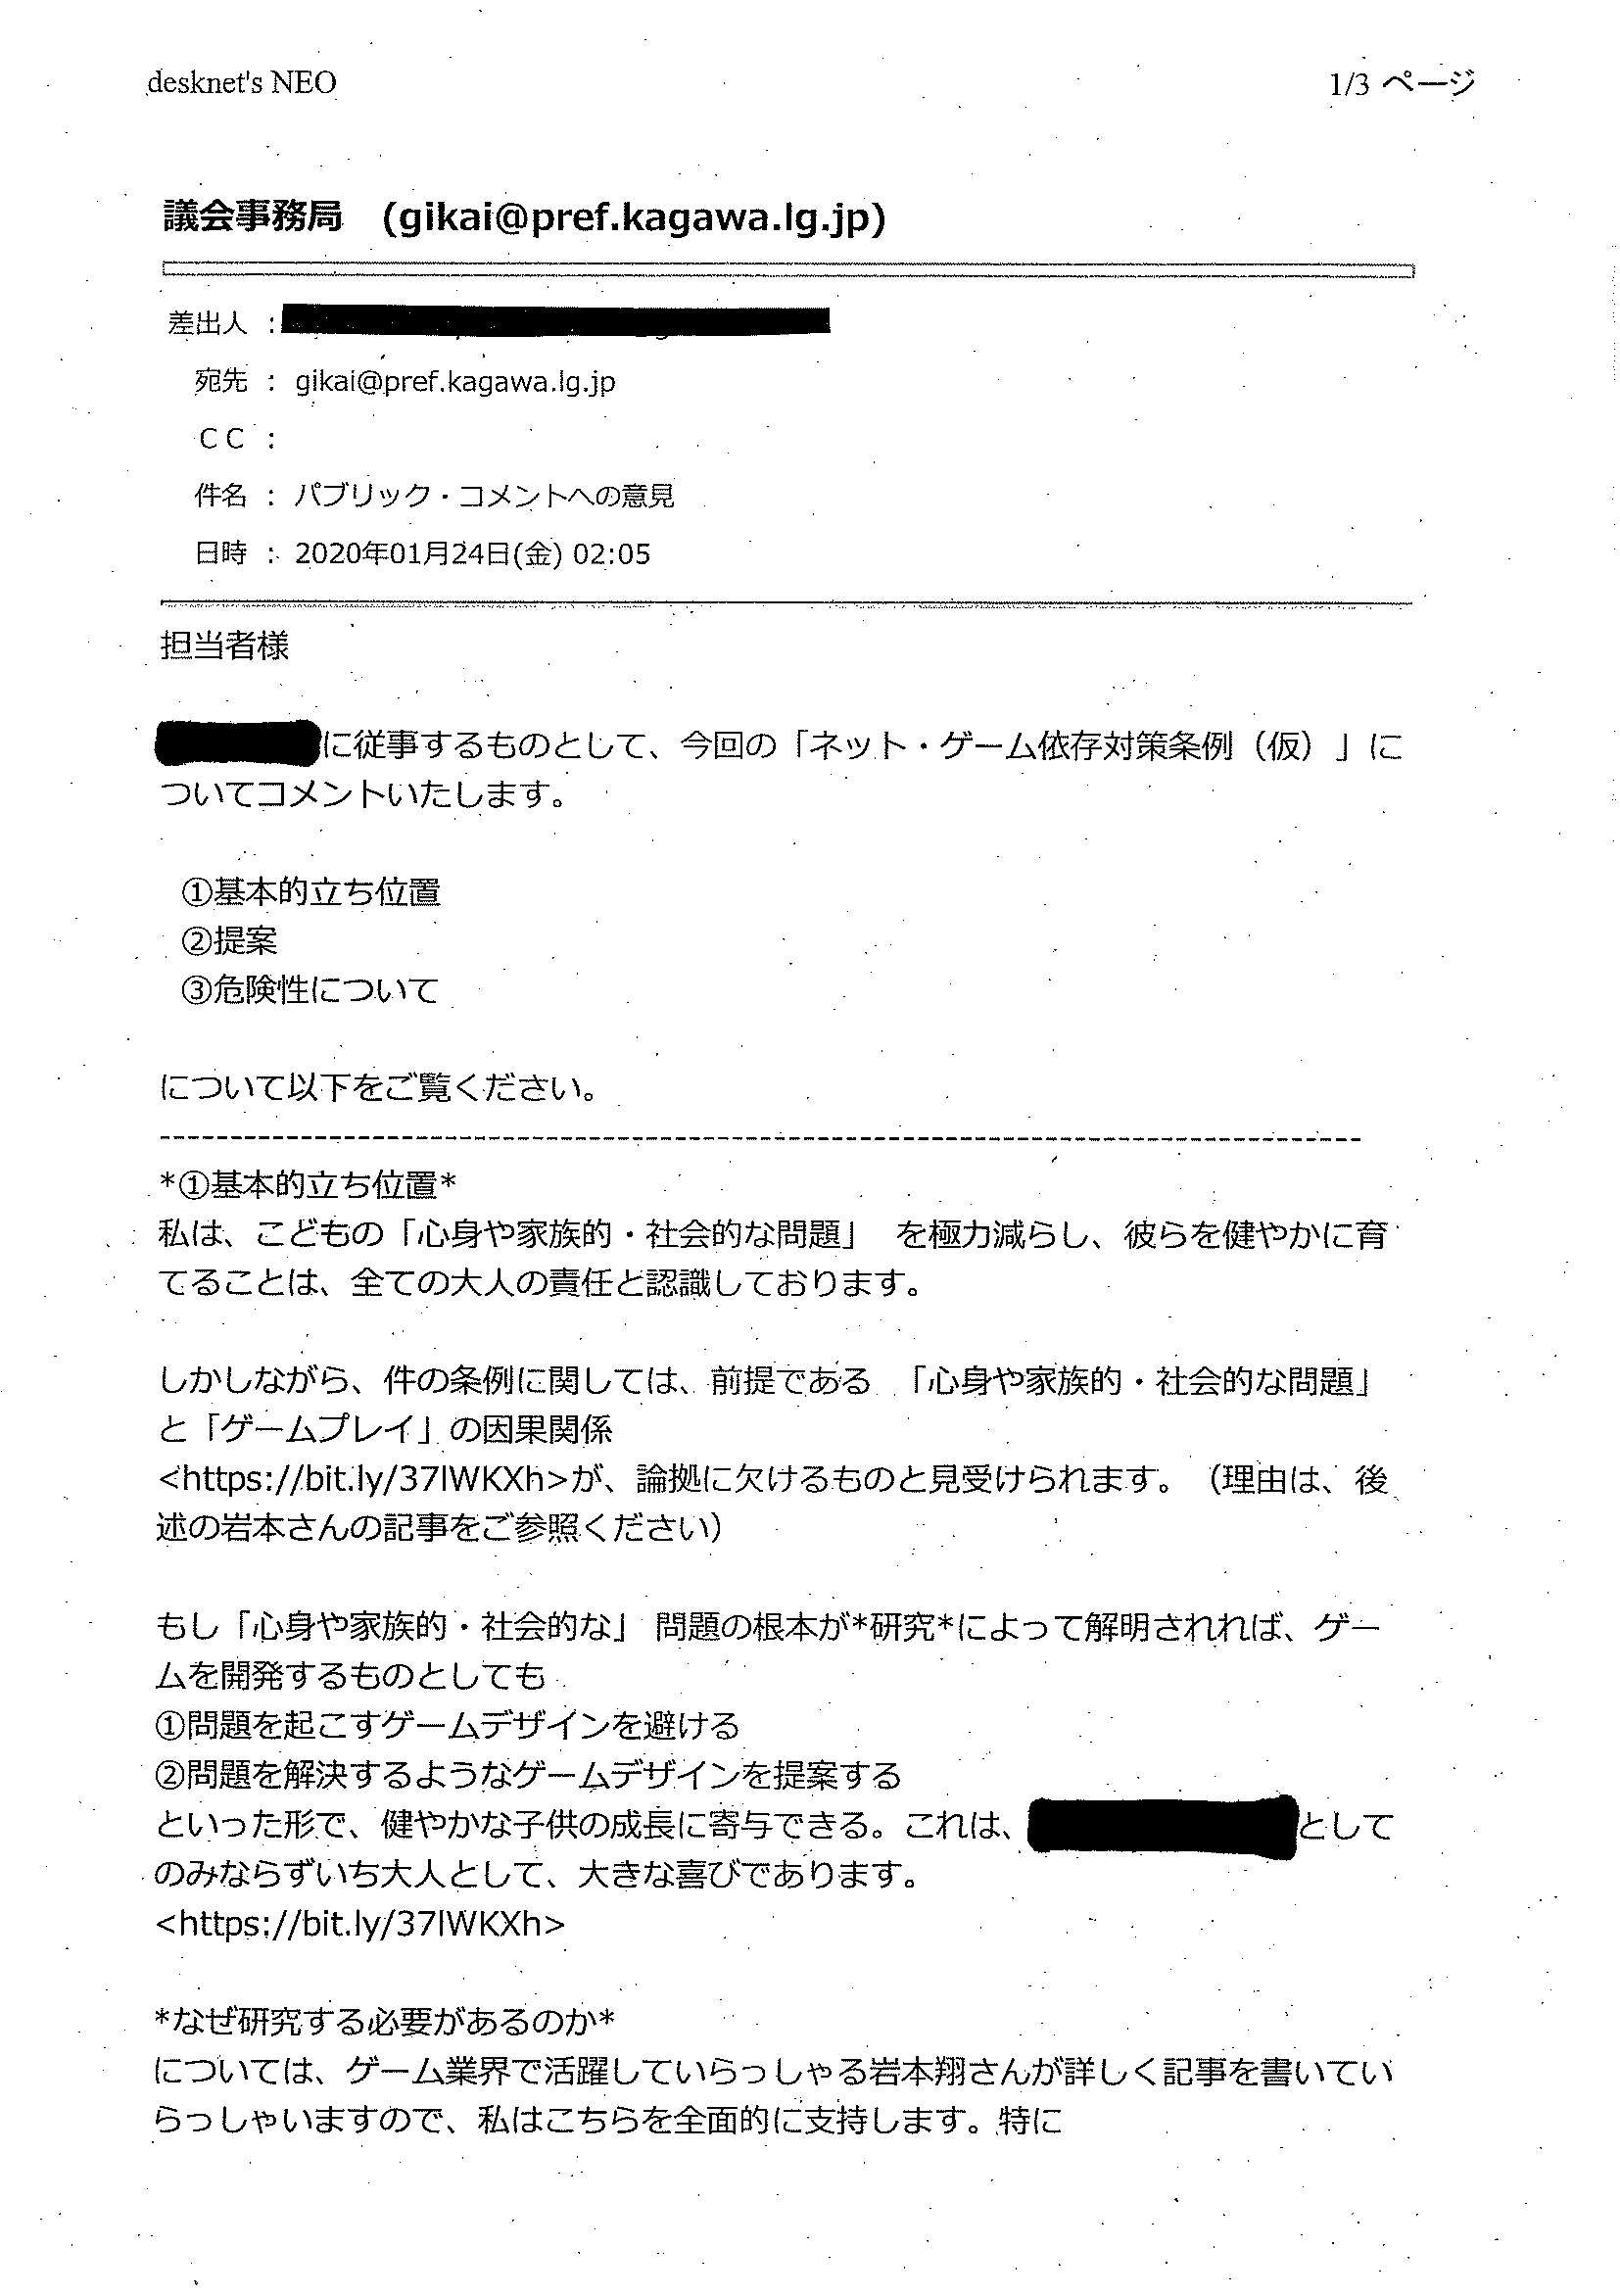 desknet's NEO
1/3 ページ
議会事務局 (gikai@pref.kagawa.lg.jp)
差出人 :
宛先 : gikai@pref.kagawa.lg.jp
CC :
件名 : パブリック・コメントへの意見
日時 : 2020年01月24日(金) 02:05
担当者様
に従事するものとして、今回の「ネット・ゲーム依存対策条例（仮）」に
ついてコメントいたします。
①基本的立ち位置
②提案
③危険性について
について以下をご覧ください。
--------------------------------------------------------------------------------
*①基本的立ち位置*
私は、こどもの「心身や家族的・社会的な問題」 を極力減らし、彼らを健やかに育
てることは、全ての大人の責任と認識しております。
しかしながら、件の条例に関しては、前提である 「心身や家族的・社会的な問題」
と「ゲームプレイ」の因果関係
<https://bit.ly/37lWKXh>が、論拠に欠けるものと見受けられます。（理由は、後
述の岩本さんの記事をご参照ください）
もし「心身や家族的・社会的な」 問題の根本が*研究*によって解明されれば、ゲー
ムを開発するものとしても
①問題を起こすゲームデザインを避ける
②問題を解決するようなゲームデザインを提案する
といった形で、健やかな子供の成長に寄与できる。これは、 として
のみならずいち大人として、大きな喜びであります。
<https://bit.ly/37lWKXh>
*なぜ研究する必要があるのか*
については、ゲーム業界で活躍していらっしゃる岩本翔さんが詳しく記事を書いてい
らっしゃいますので、私はこちらを全面的に支持します。特に